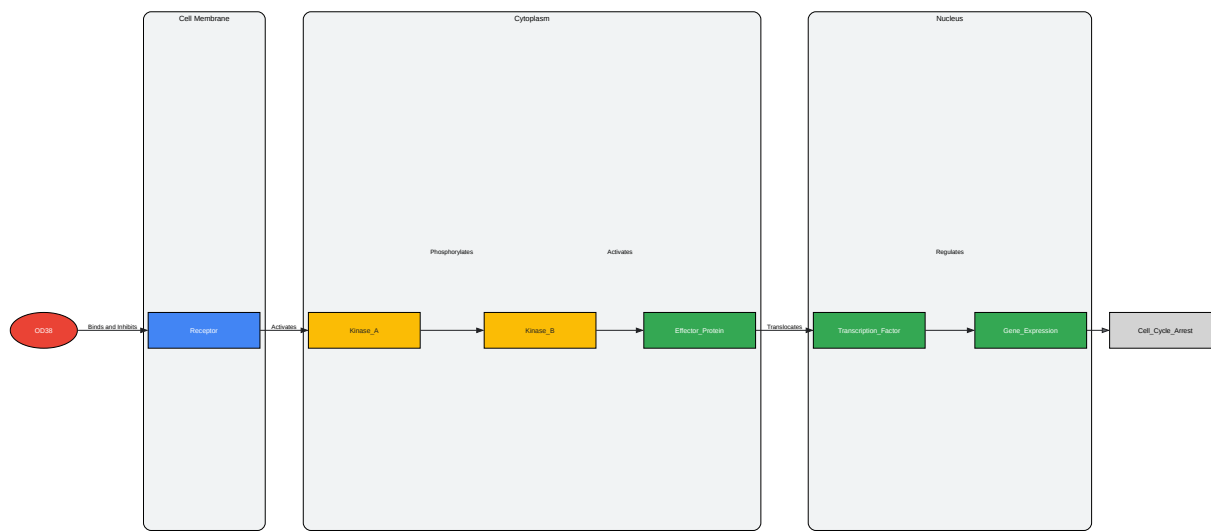 Cell Membrane
Cytoplasm
Nucleus
Phosphorylates
Activates
Regulates
OD38
Binds and Inhibits
Receptor
Activates
Kinase_A
Kinase_B
Effector_Protein
Translocates
Transcription_Factor
Gene_Expression
Cell_Cycle_Arrest